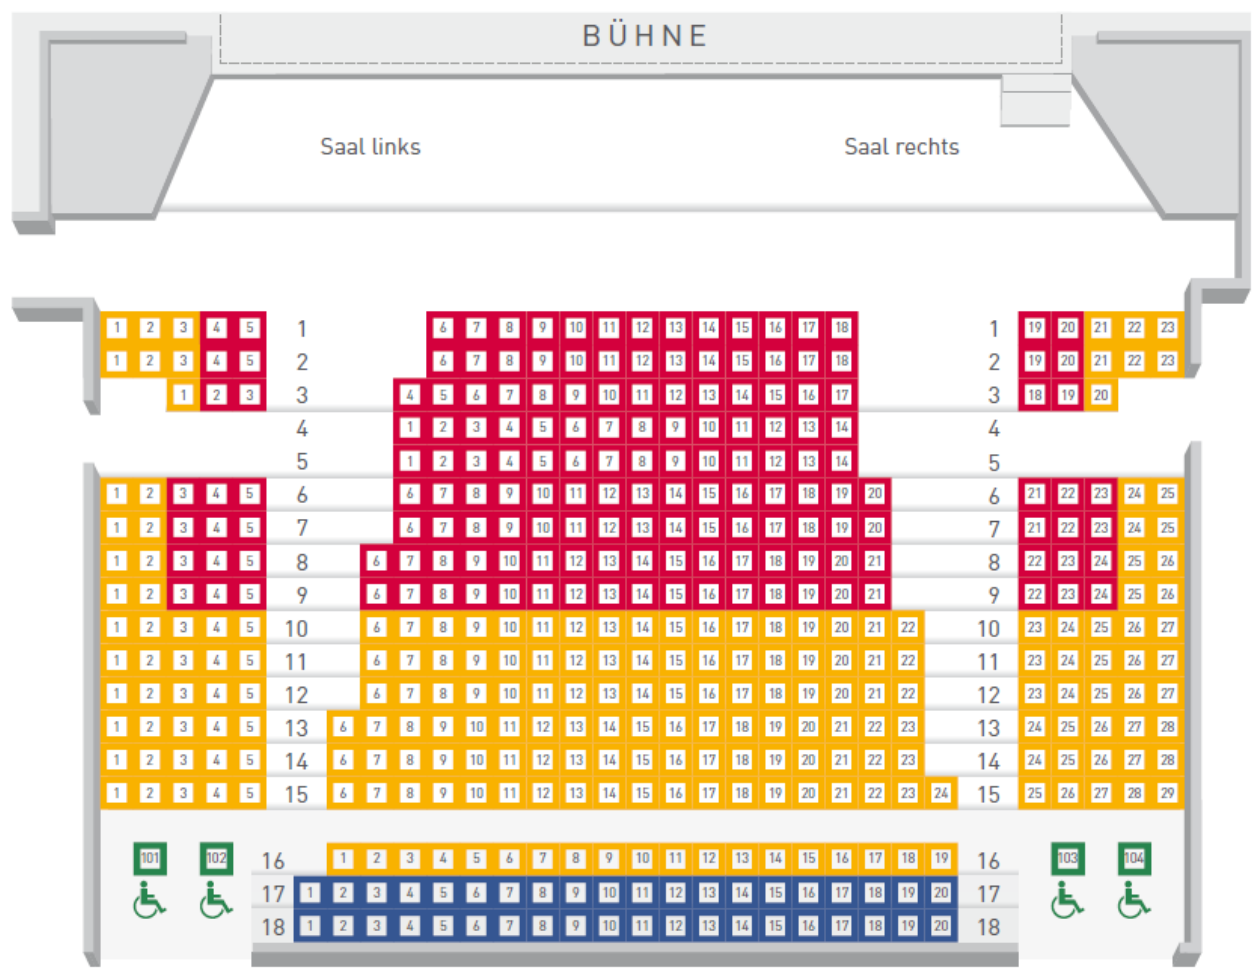 BÜHNE
Saal links Saal rechts
1 2 3 4 5 1 6 7 8 9 10 11 12 13 14 15 16 17 18 1 19 20 21 22 23
1 2 3 4 5 2 6 7 8 9 10 11 12 13 14 15 16 17 18 2 19 20 21 22 23
1 2 3 3 4 5 6 7 8 9 10 11 12 13 14 15 16 17 3 18 19 20
4 1 2 3 4 5 6 7 8 9 10 11 12 13 14 4
5 1 2 3 4 5 6 7 8 9 10 11 12 13 14 5
1 2 3 4 5 6 6 7 8 9 10 11 12 13 14 15 16 17 18 19 20 6 21 22 23 24 25
1 2 3 4 5 7 6 7 8 9 10 11 12 13 14 15 16 17 18 19 20 7 21 22 23 24 25
1 2 3 4 5 8 6 7 8 9 10 11 12 13 14 15 16 17 18 19 20 21 8 22 23 24 25 26
1 2 3 4 5 9 6 7 8 9 10 11 12 13 14 15 16 17 18 19 20 21 9 22 23 24 25 26
1 2 3 4 5 10 6 7 8 9 10 11 12 13 14 15 16 17 18 19 20 21 22 10 23 24 25 26 27
1 2 3 4 5 11 6 7 8 9 10 11 12 13 14 15 16 17 18 19 20 21 22 11 23 24 25 26 27
1 2 3 4 5 12 6 7 8 9 10 11 12 13 14 15 16 17 18 19 20 21 22 12 23 24 25 26 27
1 2 3 4 5 13 6 7 8 9 10 11 12 13 14 15 16 17 18 19 20 21 22 23 13 24 25 26 27 28
1 2 3 4 5 14 6 7 8 9 10 11 12 13 14 15 16 17 18 19 20 21 22 23 14 24 25 26 27 28
1 2 3 4 5 15 6 7 8 9 10 11 12 13 14 15 16 17 18 19 20 21 22 23 24 15 25 26 27 28 29
101 102 16 1 2 3 4 5 6 7 8 9 10 11 12 13 14 15 16 17 18 19 16 103 104
17 1 2 3 4 5 6 7 8 9 10 11 12 13 14 15 16 17 18 19 20 17
18 1 2 3 4 5 6 7 8 9 10 11 12 13 14 15 16 17 18 19 20 18